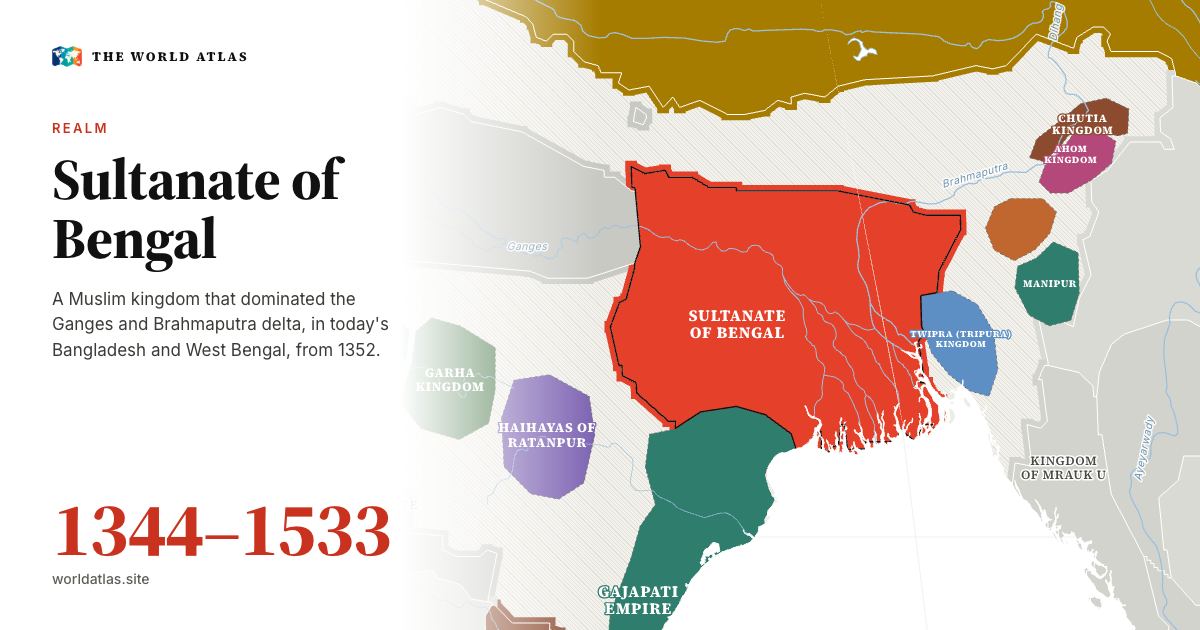 THE WORLD ATLAS
REALM
Sultanate of
Bengal
A Muslim kingdom that dominated the
Ganges and Brahmaputra delta, in today's
Bangladesh and West Bengal, from 1352.
1344–1533
worldatlas.site
Dihang
CHUTIA
KINGDOM
AHOM
KINGDOM
Brahmaputra
Ganges
MANIPUR
SULTANATE
OF BENGAL
TWIPRA (TRIPURA)
KINGDOM
GARHA
KINGDOM
HAIHAYAS OF
RATANPUR
KINGDOM
OF MRAUK U
Ayeyarwady
GAJAPATI
EMPIRE